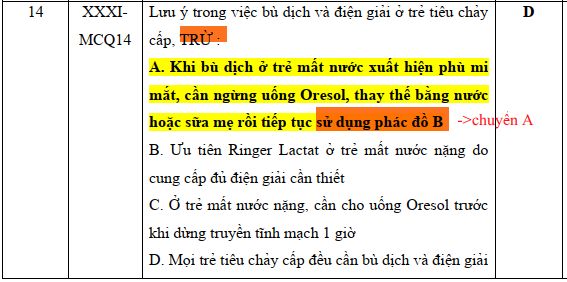 14
XXXI-
MCQ14
Lưu ý trong việc bù dịch và điện giải ở trẻ tiêu chảy
cấp, TRỪ :
A. Khi bù dịch ở trẻ mất nước xuất hiện phù mi
mắt, cần ngừng uống Oresol, thay thế bằng nước
hoặc sữa mẹ rồi tiếp tục sử dụng phác đồ B ->chuyển A
B. Ưu tiên Ringer Lactat ở trẻ mất nước nặng do
cung cấp đủ điện giải cần thiết
C. Ở trẻ mất nước nặng, cần cho uống Oresol trước
khi dừng truyền tĩnh mạch 1 giờ
D. Mọi trẻ tiêu chảy cấp đều cần bù dịch và điện giải
D